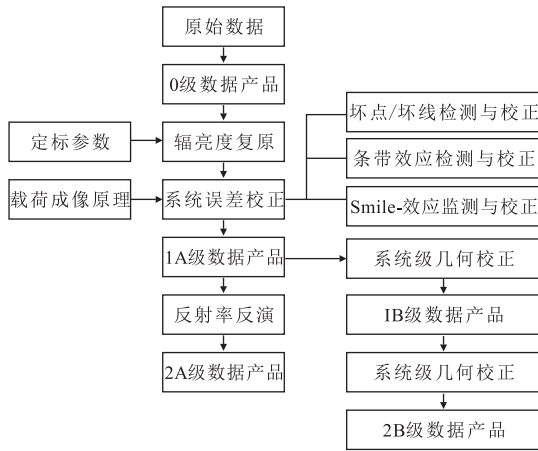 原始数据
0级数据产品
定标参数
辐亮度复原
载荷成像原理
系统误差校正
坏点/坏线检测与校正
条带效应检测与校正
Smile-效应监测与校正
1A级数据产品
反射率反演
2A级数据产品
系统级几何校正
IB级数据产品
系统级几何校正
2B级数据产品